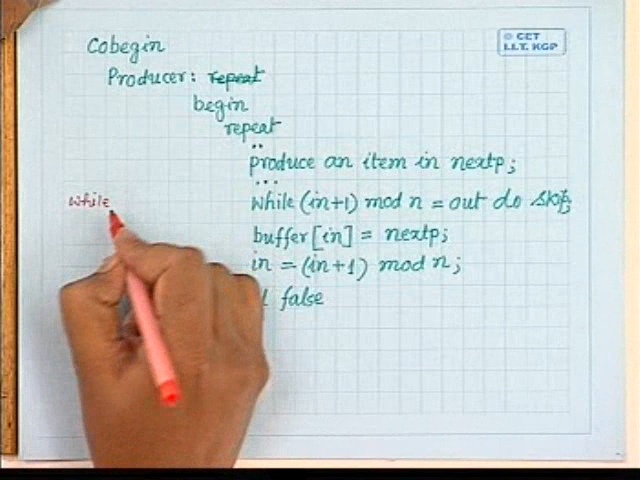 Cobegin
© CET
I.I.T. KGP
Producer: repeat
begin
repeat
..
produce an item in nextp;
...
while
while (in+1) mod n = out do skip;
buffer[in] = nextp;
in = (in+1) mod n;
false